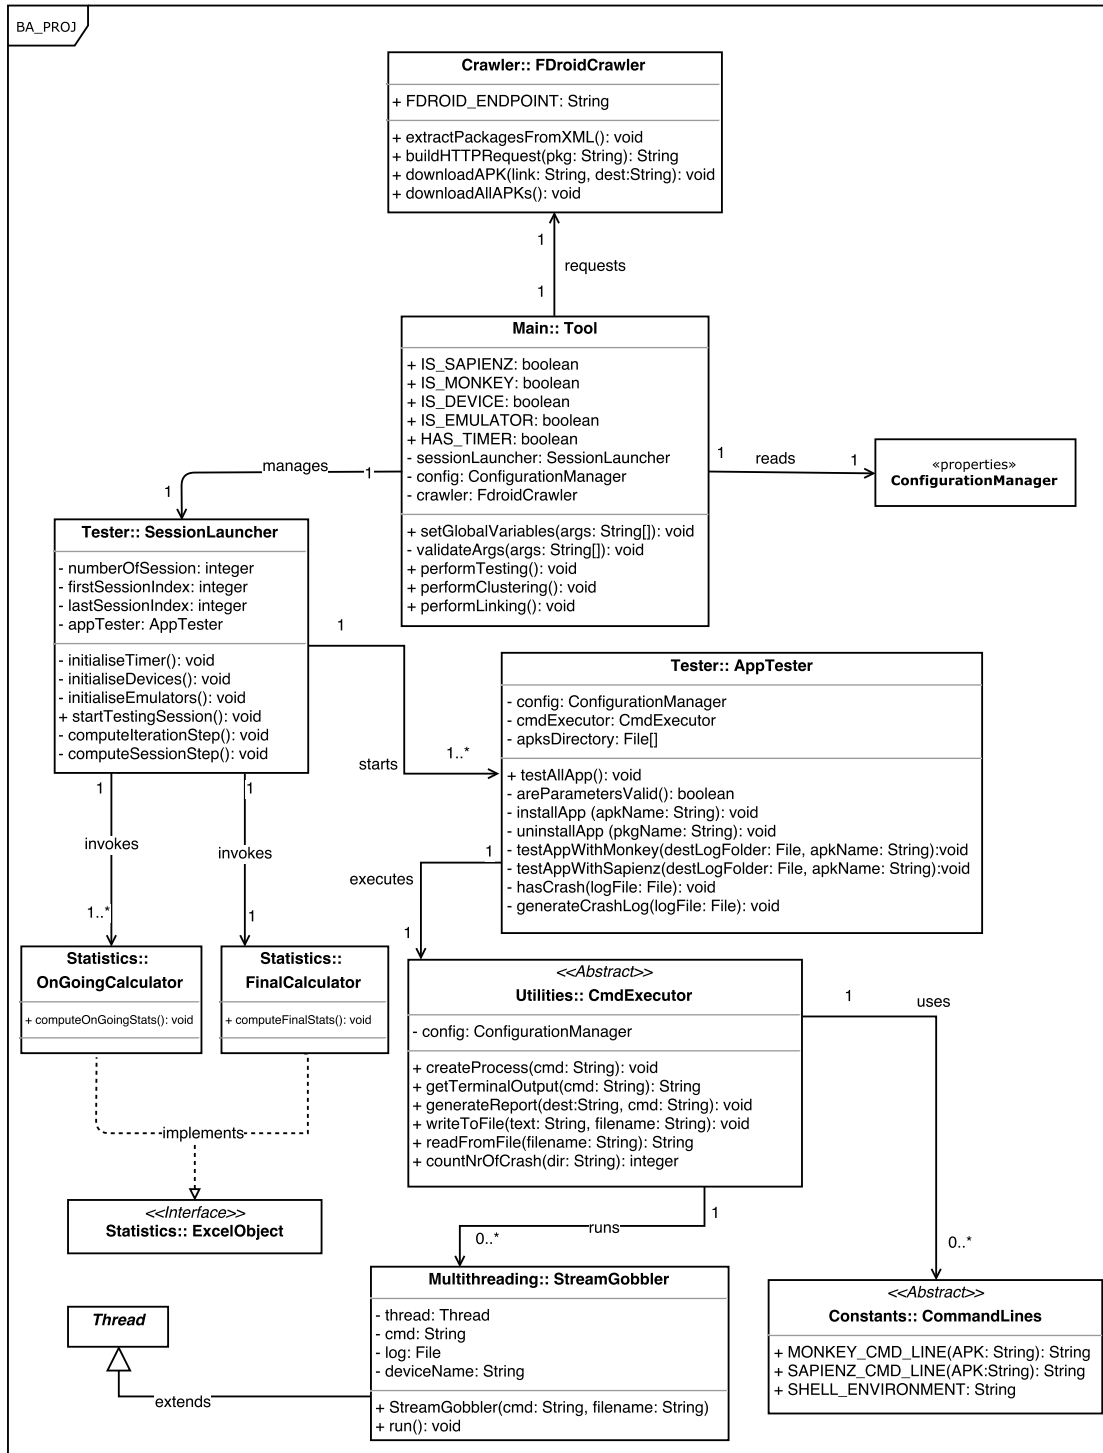 BA_PROJ
Crawler:: FDroidCrawler
+ FDROID_ENDPOINT: String
+ extractPackagesFromXML(): void
+ buildHTTPRequest(pkg: String): String
+ downloadAPK(link: String, dest:String): void
+ downloadAllAPKs(): void
1
requests
1
Main:: Tool
+ IS_SAPIENZ: boolean
+ IS_MONKEY: boolean
+ IS_DEVICE: boolean
+ IS_EMULATOR: boolean
+ HAS_TIMER: boolean
- sessionLauncher: SessionLauncher
- config: ConfigurationManager
- crawler: FdroidCrawler
+ setGlobalVariables(args: String[]): void
- validateArgs(args: String[]): void
+ performTesting(): void
+ performClustering(): void
+ performLinking(): void
1 reads 1
«properties»
ConfigurationManager
manages 1
1
Tester:: SessionLauncher
- numberOfSession: integer
- firstSessionIndex: integer
- lastSessionIndex: integer
- appTester: AppTester
- initialiseTimer(): void
- initialiseDevices(): void
- initialiseEmulators(): void
+ startTestingSession(): void
- computeIterationStep(): void
- computeSessionStep(): void
1
starts
1..*
Tester:: AppTester
- config: ConfigurationManager
- cmdExecutor: CmdExecutor
- apksDirectory: File[]
+ testAllApp(): void
- areParametersValid(): boolean
- installApp (apkName: String): void
- uninstallApp (pkgName: String): void
- testAppWithMonkey(destLogFolder: File, apkName: String):void
- testAppWithSapienz(destLogFolder: File, apkName: String):void
- hasCrash(logFile: File): void
- generateCrashLog(logFile: File): void
1
invokes
1..*
1
invokes
1
1
executes
1
Statistics::
OnGoingCalculator
+ computeOnGoingStats(): void
Statistics::
FinalCalculator
+ computeFinalStats(): void
implements
<<Interface>>
Statistics:: ExcelObject
<<Abstract>>
Utilities:: CmdExecutor
- config: ConfigurationManager
+ createProcess(cmd: String): void
+ getTerminalOutput(cmd: String): String
+ generateReport(dest:String, cmd: String): void
+ writeToFile(text: String, filename: String): void
+ readFromFile(filename: String): String
+ countNrOfCrash(dir: String): integer
1
uses
0..*
1
runs
0..*
Multithreading:: StreamGobbler
- thread: Thread
- cmd: String
- log: File
- deviceName: String
+ StreamGobbler(cmd: String, filename: String)
+ run(): void
Thread
extends
<<Abstract>>
Constants:: CommandLines
+ MONKEY_CMD_LINE(APK: String): String
+ SAPIENZ_CMD_LINE(APK:String): String
+ SHELL_ENVIRONMENT: String